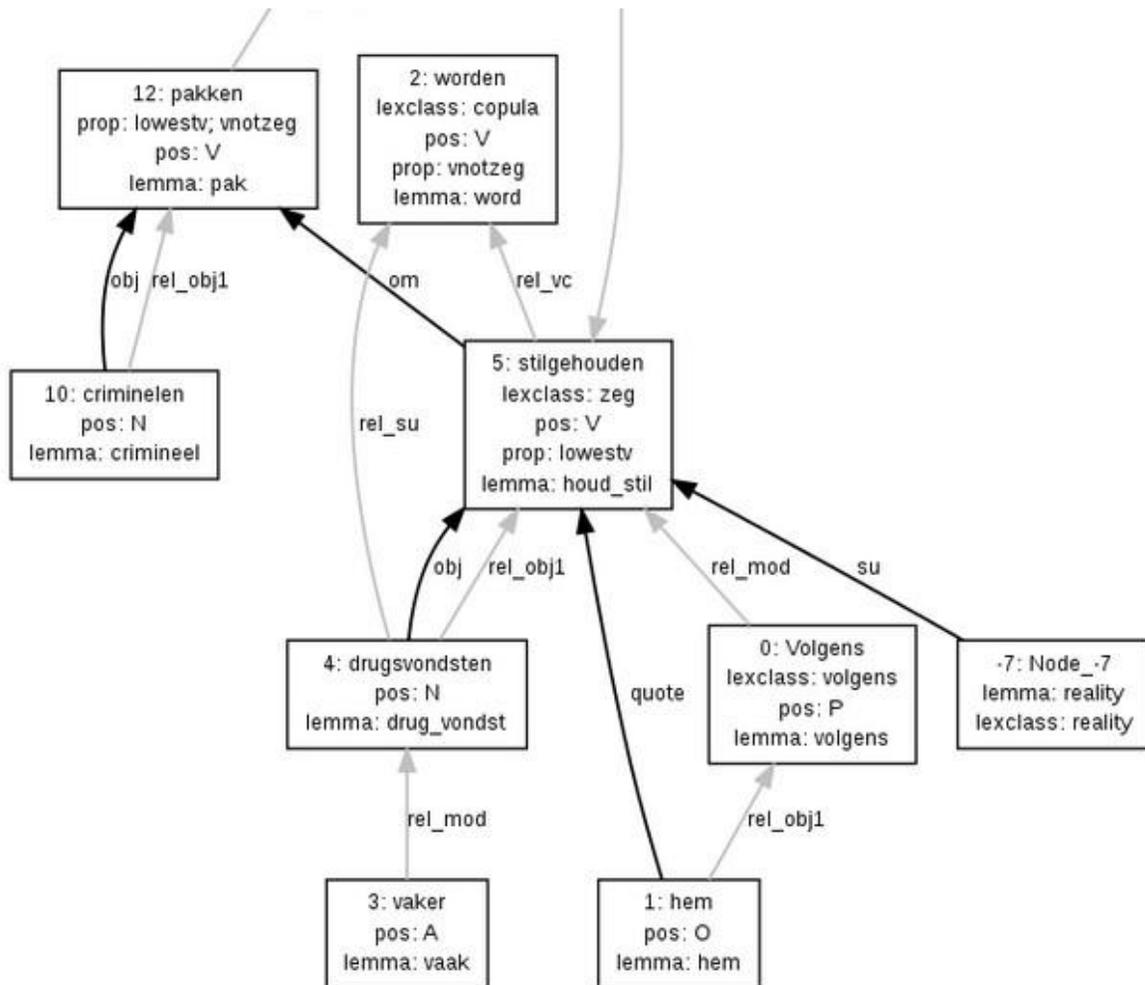 12: pakken
prop: lowestv; vnotzeg
pos: V
lemma: pak
2: worden
lexclass: copula
pos: V
prop: vnotzeg
lemma: word
obj
rel_obj1
om
rel_vc
10: criminelen
pos: N
lemma: crimineel
rel_su
5: stilgehouden
lexclass: zeg
pos: V
prop: lowestv
lemma: houd_stil
obj
rel_obj1
rel_mod
su
4: drugsvondsten
pos: N
lemma: drug_vondst
quote
0: Volgens
lexclass: volgens
pos: P
lemma: volgens
-7: Node_-7
lemma: reality
lexclass: reality
rel_mod
rel_obj1
3: vaker
pos: A
lemma: vaak
1: hem
pos: O
lemma: hem